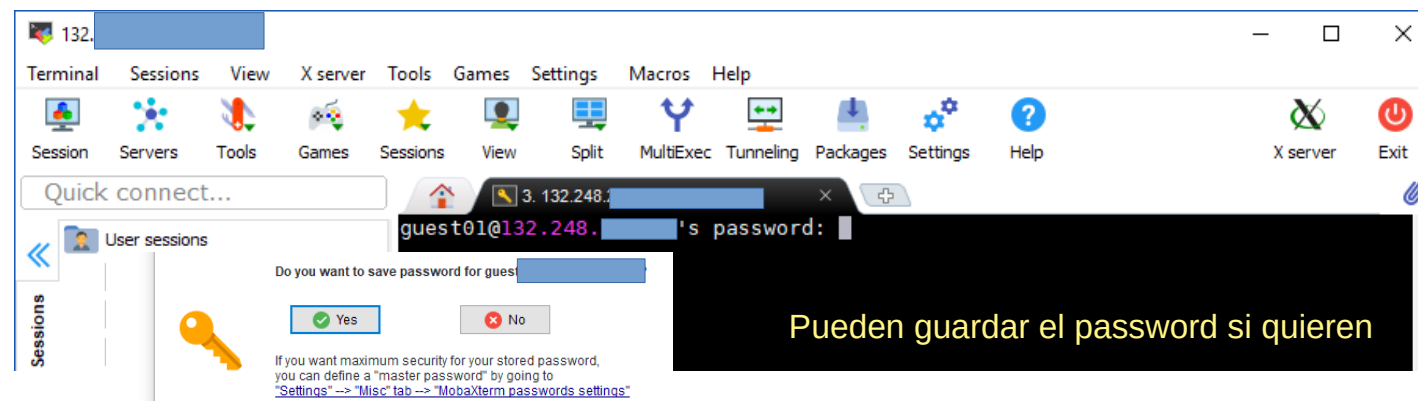 132.
Terminal Sessions View X server Tools Games Settings Macros Help
Session Servers Tools Games Sessions View Split MultiExec Tunneling Packages Settings Help X server Exit
Quick connect...
3. 132.248.
User sessions
guest01@132.248. 's password:
Sessions
Do you want to save password for guest
Yes No
If you want maximum security for your stored password,
you can define a "master password" by going to
"Settings" --> "Misc" tab --> "MobaXterm passwords settings"
Pueden guardar el password si quieren